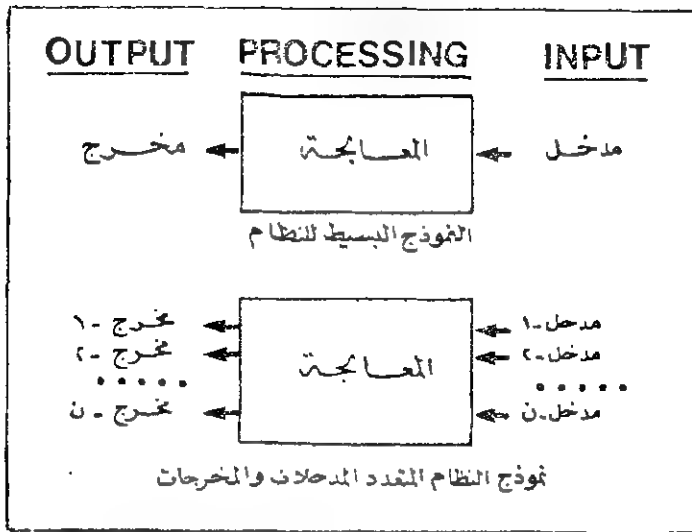 OUTPUT PROCESSING INPUT
مدخل المعالجة مخرج
النموذج البسيط للنظام
مدخل-١ مخرج-١
مدخل-٢ المعالجة مخرج-٢
.....  .....
مدخل-ن مخرج-ن
نموذج النظام المتعدد المدخلات والمخرجات